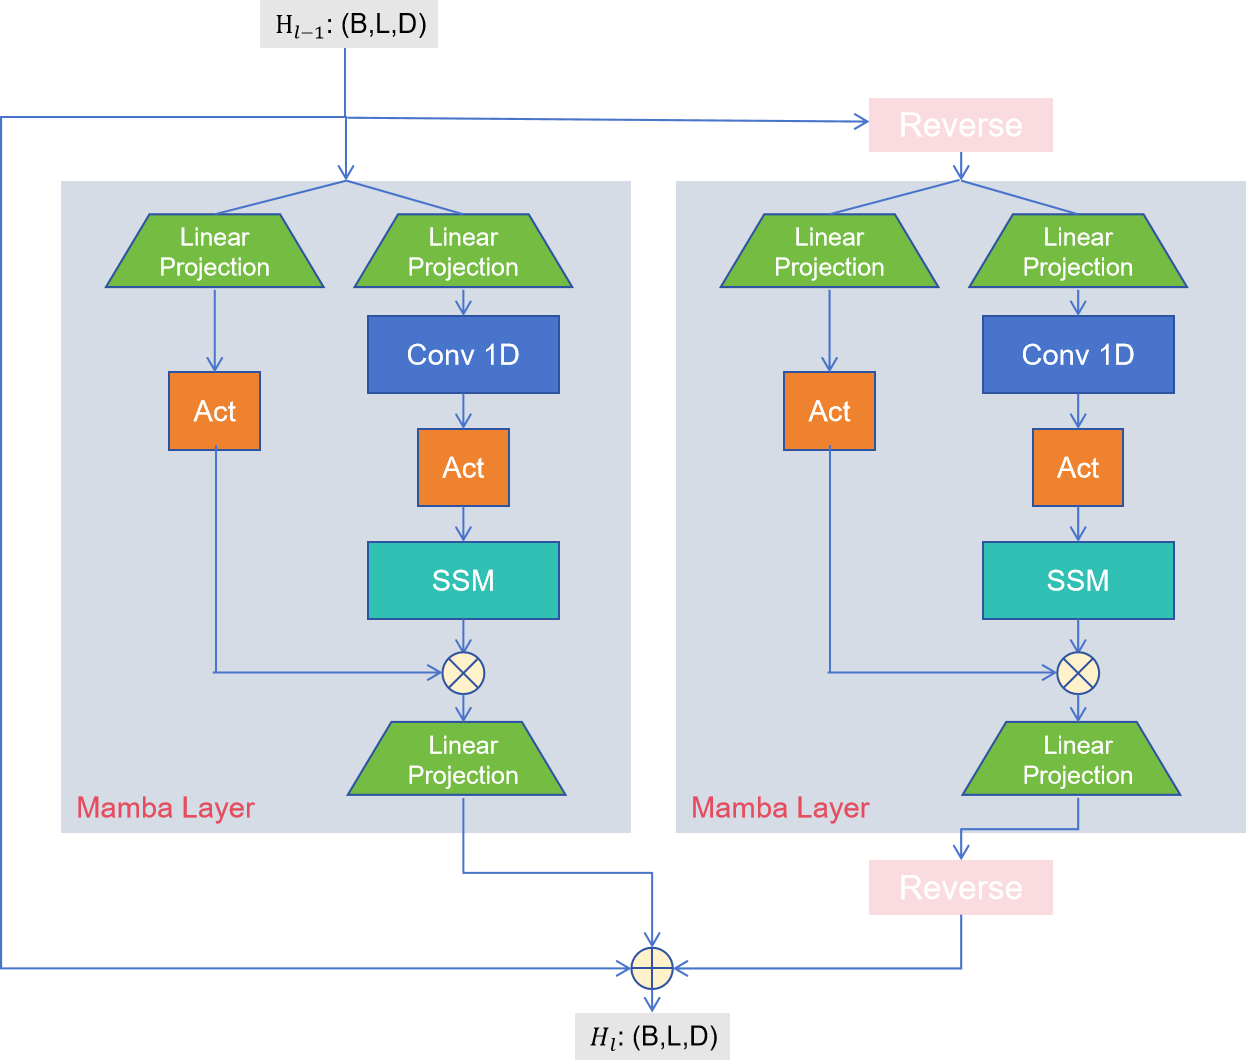 H_{l−1}: (B,L,D)
Reverse
Linear
Projection
Linear
Projection
Conv 1D
Act
Act
SSM
Linear
Projection
Mamba Layer
Linear
Projection
Linear
Projection
Conv 1D
Act
Act
SSM
Linear
Projection
Mamba Layer
Reverse
H_l: (B,L,D)